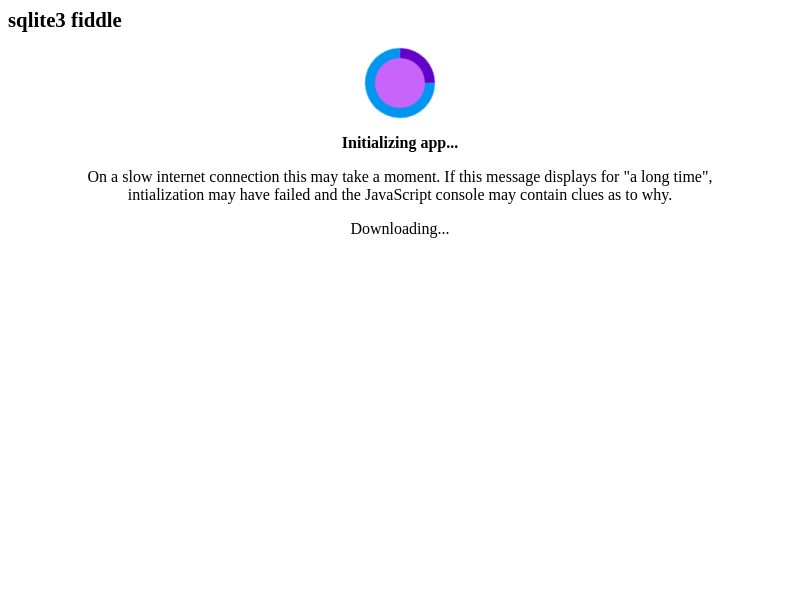 sqlite3 fiddle
Initializing app...
On a slow internet connection this may take a moment. If this message displays for "a long time",
intialization may have failed and the JavaScript console may contain clues as to why.
Downloading...